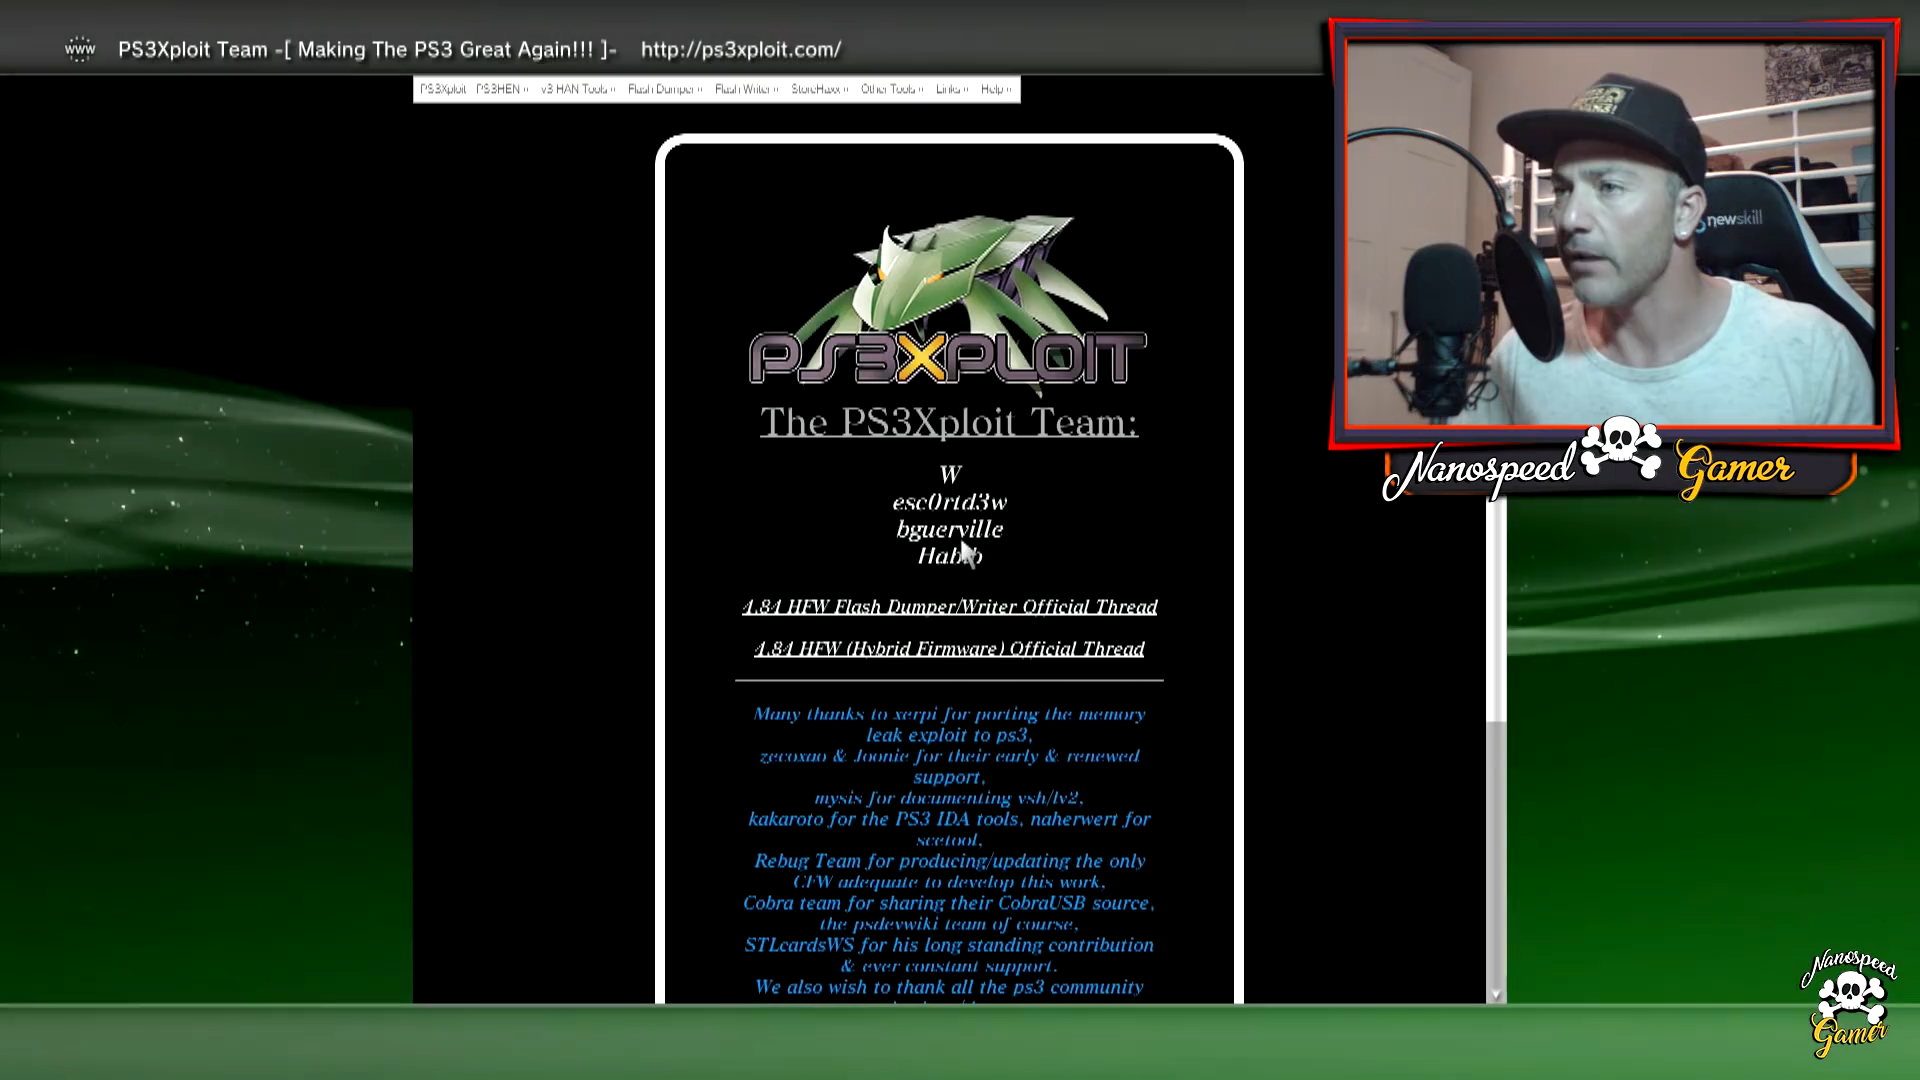 PS3Xploit Team -[ Making The PS3 Great Again!!! ]- http://ps3xploit.com/
PS3Xploit PS3HEN v3 HAN Tools Flash Dumper Flash Writer StoreHaxx Other Tools Links Help
newskill
PS3XPLOIT
The PS3Xploit Team:
Nanospeed Gamer
W
esc0rtd3w
bguerville
Habib
4.84 HFW Flash Dumper/Writer Official Thread
4.84 HFW (Hybrid Firmware) Official Thread
Many thanks to xerpi for porting the memory
leak exploit to ps3,
zecoxao & Joonie for their early & renewed
support,
mysis for documenting vsh/lv2,
kakaroto for the PS3 IDA tools, naherwert for
scetool,
Rebug Team for producing/updating the only
CFW adequate to develop this work,
Cobra team for sharing their CobraUSB source,
the psdevwiki team of course,
STLcardsWS for his long standing contribution
& ever constant support.
We also wish to thank all the ps3 community
Nanospeed
Gamer